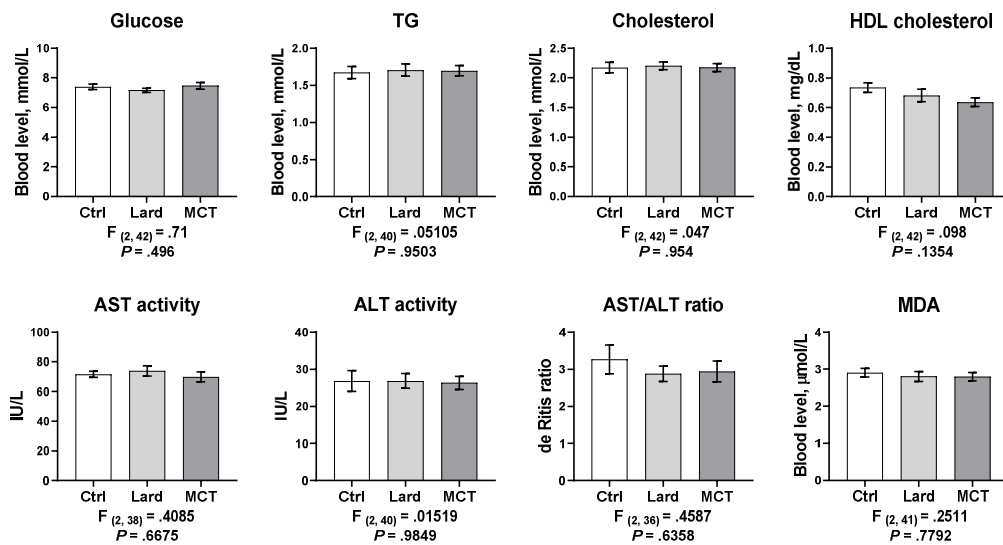 Glucose
TG
Cholesterol
HDL cholesterol
Blood level, mmol/L
10
8
6
4
2
0
Ctrl Lard MCT
F (2, 42) = .71
P = .496
Blood level, mmol/L
2.0
1.5
1.0
0.5
0.0
Ctrl Lard MCT
F (2, 40) = .05105
P = .9503
Blood level, mmol/L
2.5
2.0
1.5
1.0
0.5
0.0
Ctrl Lard MCT
F (2, 42) = .047
P = .954
Blood level, mg/dL
1.0
0.8
0.6
0.4
0.2
0.0
Ctrl Lard MCT
F (2, 42) = .098
P = .1354
AST activity
ALT activity
AST/ALT ratio
MDA
IU/L
100
80
60
40
20
0
Ctrl Lard MCT
F (2, 38) = .4085
P = .6675
IU/L
40
30
20
10
0
Ctrl Lard MCT
F (2, 40) = .01519
P = .9849
de Ritis ratio
4
3
2
1
0
Ctrl Lard MCT
F (2, 36) = .4587
P = .6358
Blood level, μmol/L
4
3
2
1
0
Ctrl Lard MCT
F (2, 41) = .2511
P = .7792